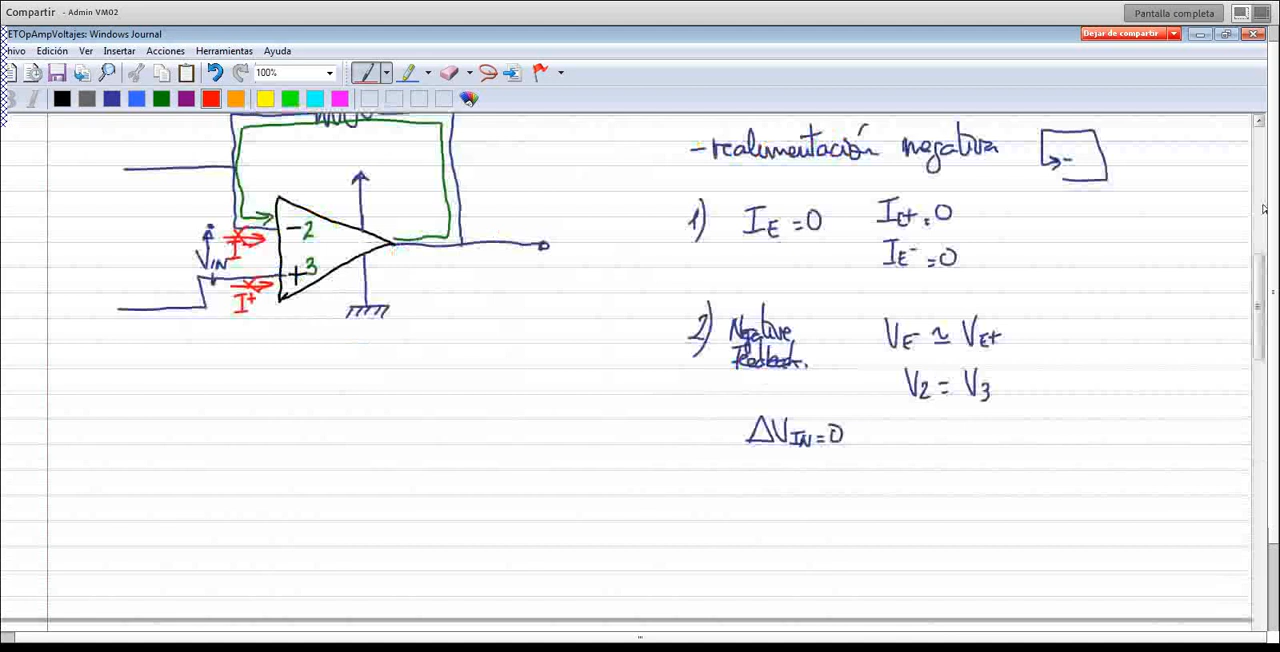 Compartir - Admin VM02
Pantalla completa
ETOpAmpVoltajes: Windows Journal
Dejar de compartir
hivo Edición Ver Insertar Acciones Herramientas Ayuda
100%
- realimentación negativa
1) IE = 0 IE+ = 0
IE- = 0
-2
VIN I-
+3
I+
2) Negative VE- ≃ VE+
Feedback.
V2 = V3
ΔVIN = 0